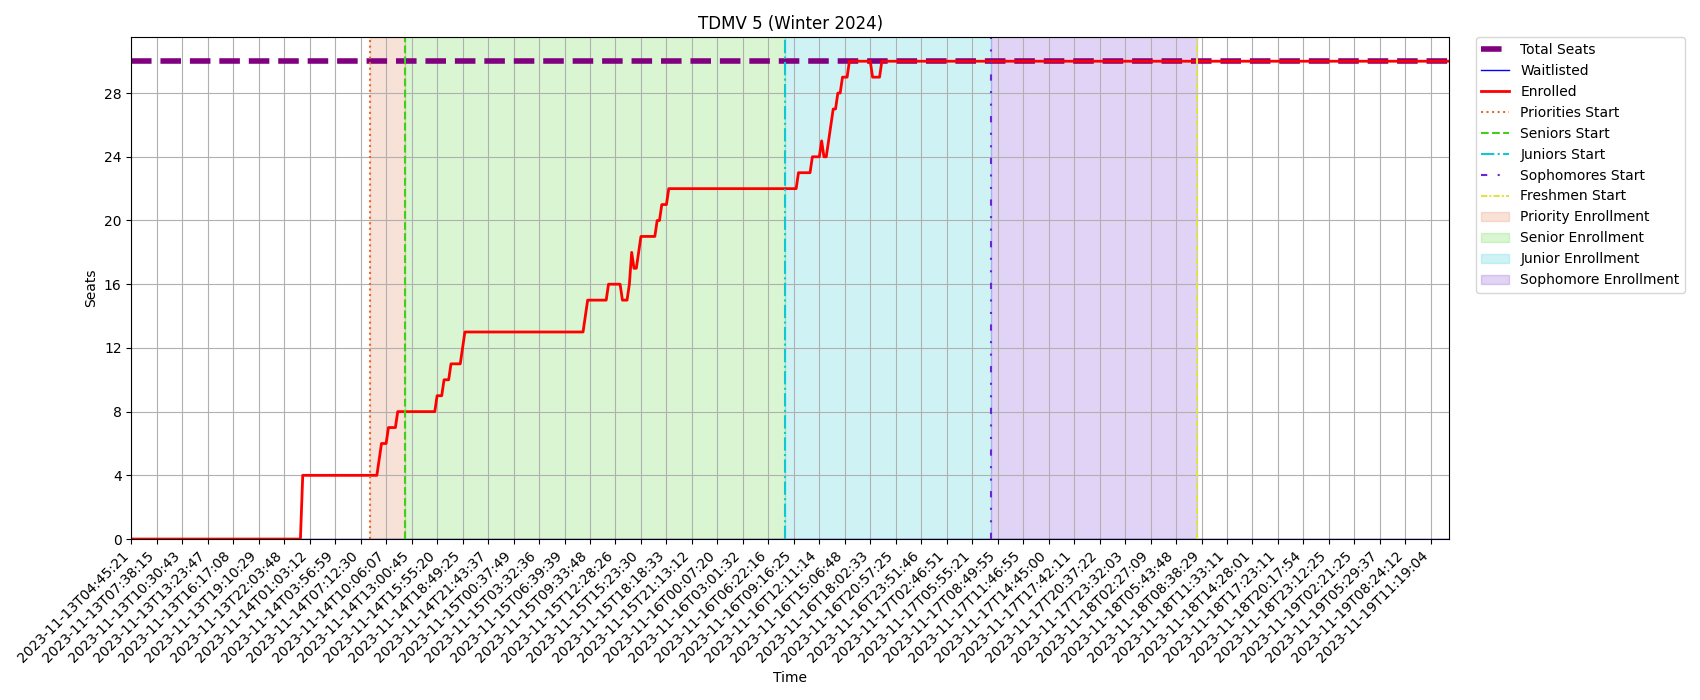 TDMV 5 (Winter 2024)
Total Seats
Waitlisted
Enrolled
Priorities Start
Seniors Start
Juniors Start
Sophomores Start
Freshmen Start
Priority Enrollment
Senior Enrollment
Junior Enrollment
Sophomore Enrollment
Seats
28
24
20
16
12
8
4
0
2023-11-13T04:45:21
2023-11-13T07:38:15
2023-11-13T10:30:43
2023-11-13T13:23:47
2023-11-13T16:17:08
2023-11-13T19:10:29
2023-11-13T22:03:48
2023-11-14T01:03:12
2023-11-14T03:56:59
2023-11-14T07:12:30
2023-11-14T10:06:07
2023-11-14T13:00:45
2023-11-14T15:55:20
2023-11-14T18:49:25
2023-11-14T21:43:37
2023-11-15T00:37:49
2023-11-15T03:32:36
2023-11-15T06:39:39
2023-11-15T09:33:48
2023-11-15T12:28:26
2023-11-15T15:23:30
2023-11-15T18:18:33
2023-11-15T21:13:12
2023-11-16T00:07:20
2023-11-16T03:01:32
2023-11-16T06:22:16
2023-11-16T09:16:25
2023-11-16T12:11:14
2023-11-16T15:06:48
2023-11-16T18:02:33
2023-11-16T20:57:25
2023-11-16T23:51:46
2023-11-17T02:46:51
2023-11-17T05:55:21
2023-11-17T08:49:55
2023-11-17T11:46:55
2023-11-17T14:45:00
2023-11-17T17:42:11
2023-11-17T20:37:22
2023-11-17T23:32:03
2023-11-18T02:27:09
2023-11-18T05:43:48
2023-11-18T08:38:29
2023-11-18T11:33:11
2023-11-18T14:28:01
2023-11-18T17:23:11
2023-11-18T20:17:54
2023-11-18T23:12:25
2023-11-19T02:21:25
2023-11-19T05:29:37
2023-11-19T08:24:12
2023-11-19T11:19:04
Time